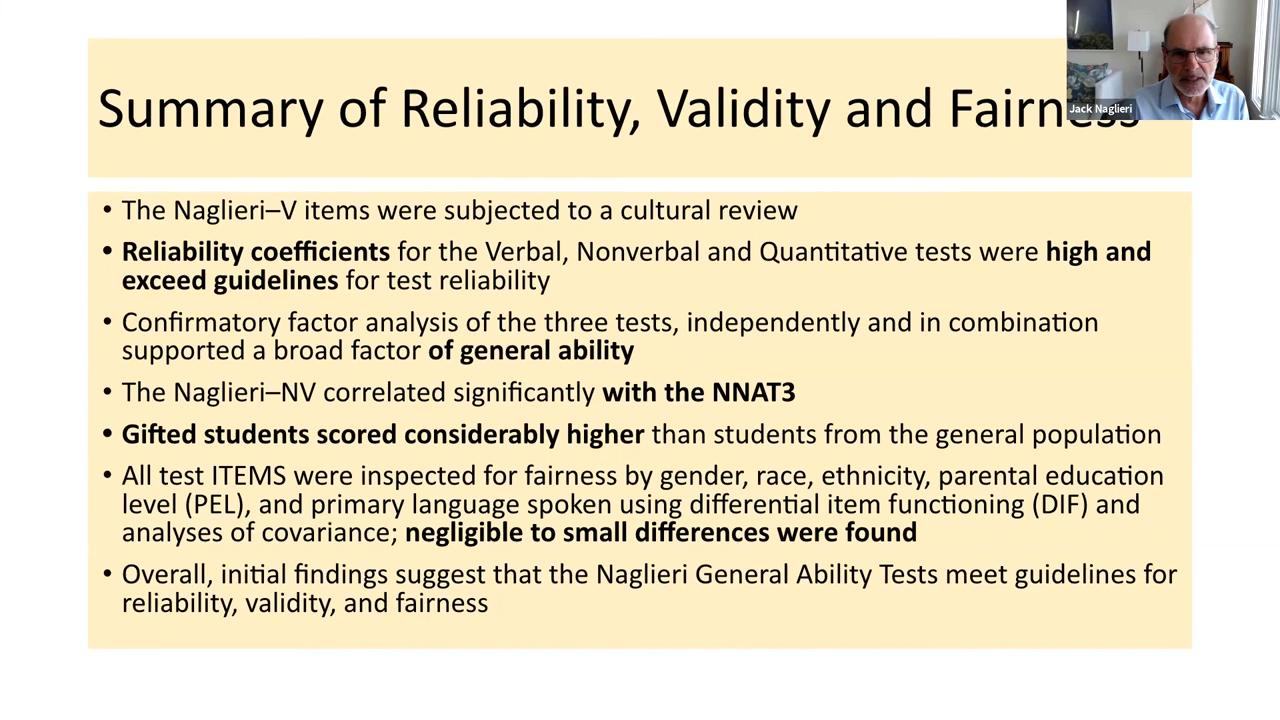 Summary of Reliability, Validity and Fairness
Jack Naglieri
• The Naglieri–V items were subjected to a cultural review
• Reliability coefficients for the Verbal, Nonverbal and Quantitative tests were high and
exceed guidelines for test reliability
• Confirmatory factor analysis of the three tests, independently and in combination
supported a broad factor of general ability
• The Naglieri–NV correlated significantly with the NNAT3
• Gifted students scored considerably higher than students from the general population
• All test ITEMS were inspected for fairness by gender, race, ethnicity, parental education
level (PEL), and primary language spoken using differential item functioning (DIF) and
analyses of covariance; negligible to small differences were found
• Overall, initial findings suggest that the Naglieri General Ability Tests meet guidelines for
reliability, validity, and fairness